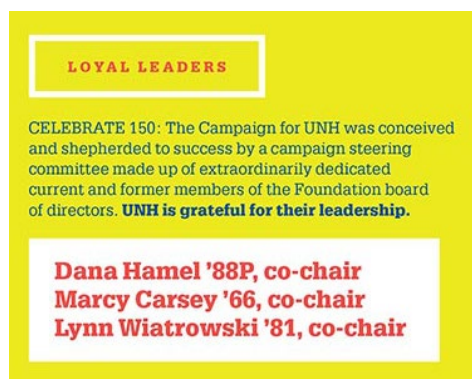 LOYAL LEADERS
CELEBRATE 150: The Campaign for UNH was conceived
and shepherded to success by a campaign steering
committee made up of extraordinarily dedicated
current and former members of the Foundation board
of directors. UNH is grateful for their leadership.
Dana Hamel ’88P, co-chair
Marcy Carsey ’66, co-chair
Lynn Wiatrowski ’81, co-chair